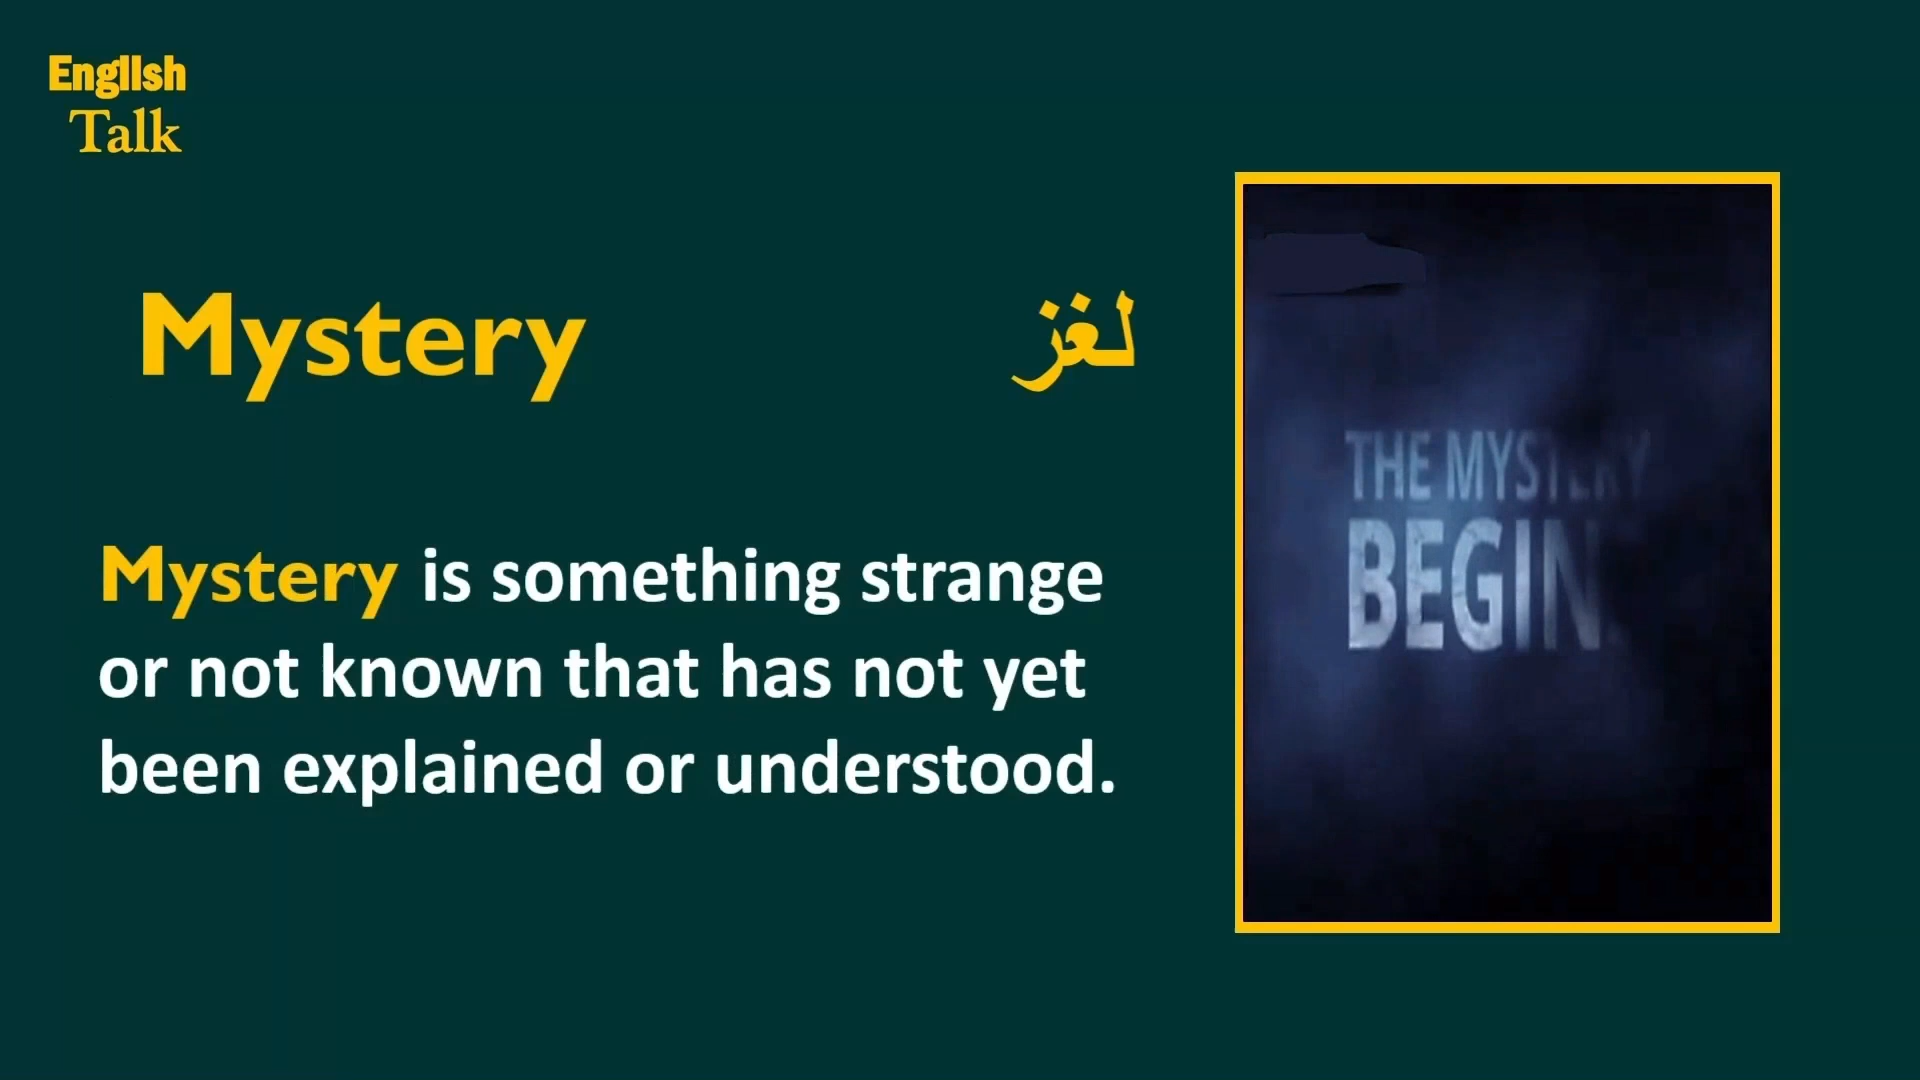 English
Talk
Mystery
لغز
Mystery is something strange
or not known that has not yet
been explained or understood.
THE MYSTERY
BEGIN